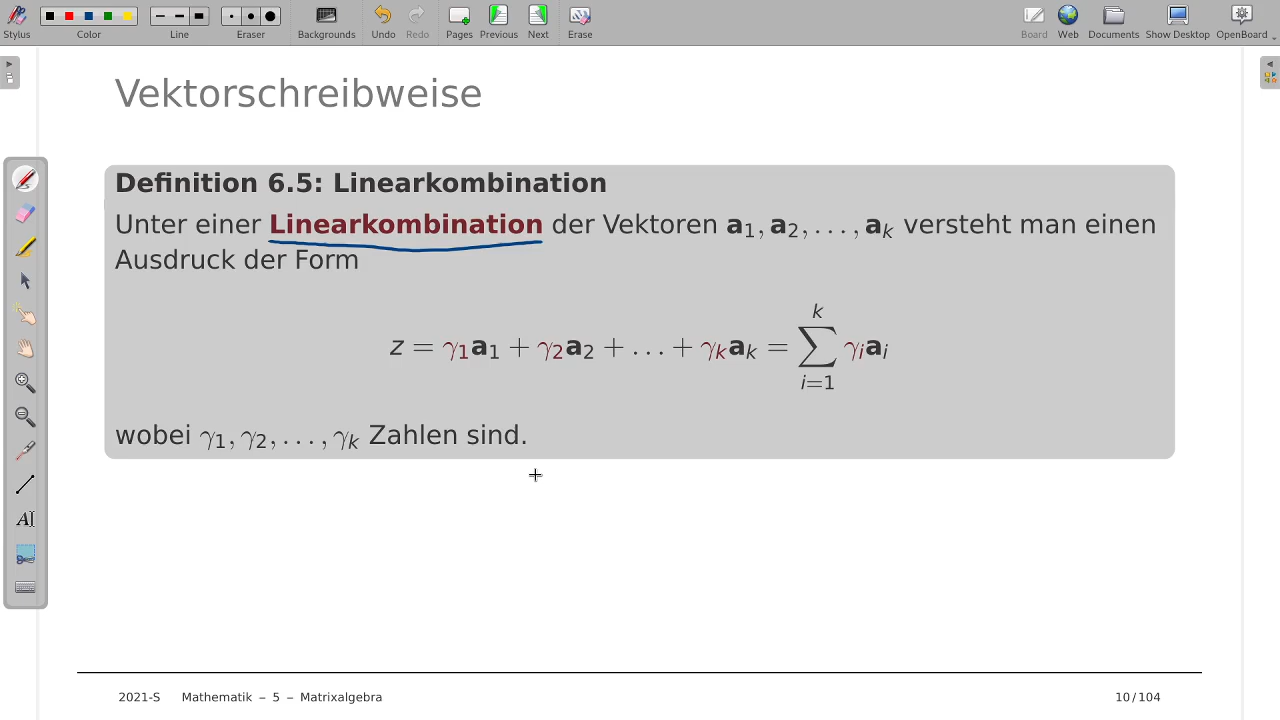 Stylus Color Line Eraser Backgrounds Undo Redo Pages Previous Next Erase Board Web Documents Show Desktop OpenBoard
Vektorschreibweise
Definition 6.5: Linearkombination
Unter einer Linearkombination der Vektoren a₁, a₂, . . . , aₖ versteht man einen
Ausdruck der Form
z = γ₁a₁ + γ₂a₂ + . . . + γₖaₖ = ∑ᵢ₌₁ᵏ γᵢaᵢ
wobei γ₁, γ₂, . . . , γₖ Zahlen sind.
2021-S Mathematik – 5 – Matrixalgebra 10 / 104